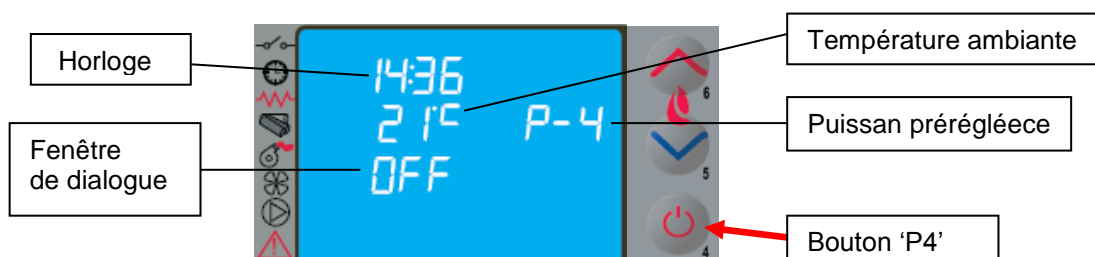 Horloge
Fenêtre
de dialogue
14:36
21°C P-4
OFF
6
5
4
Température ambiante
Puissan prérégléece
Bouton ‘P4’